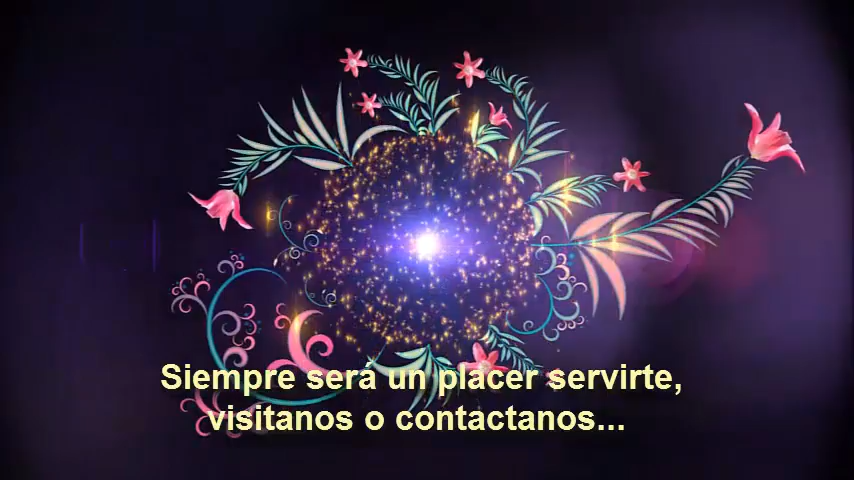 Siempre será un placer servirte,
visitanos o contactanos...